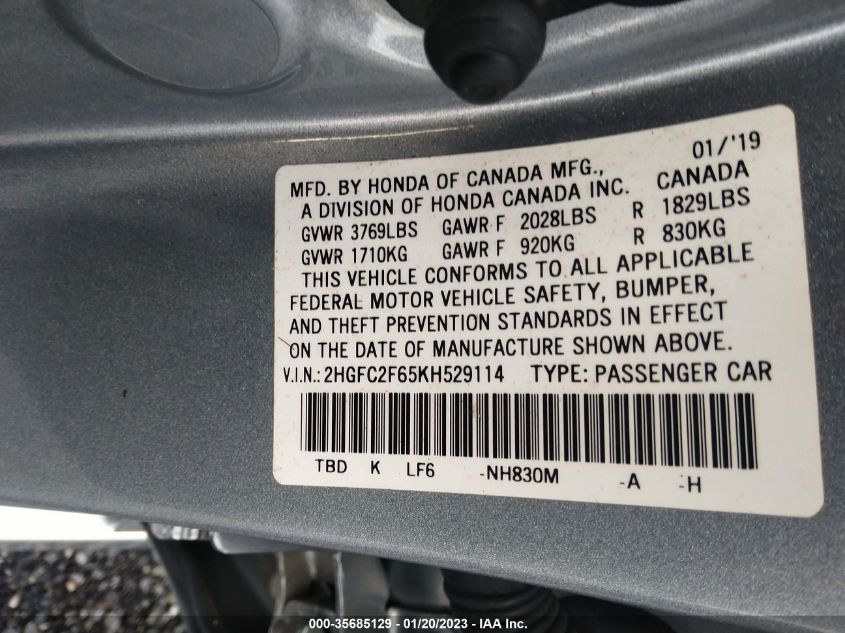 01/'19
MFD. BY HONDA OF CANADA MFG.,
A DIVISION OF HONDA CANADA INC. CANADA
GVWR 3769LBS GAWR F 2028LBS R 1829LBS
GVWR 1710KG GAWR F 920KG R 830KG
THIS VEHICLE CONFORMS TO ALL APPLICABLE
FEDERAL MOTOR VEHICLE SAFETY, BUMPER,
AND THEFT PREVENTION STANDARDS IN EFFECT
ON THE DATE OF MANUFACTURE SHOWN ABOVE.
V.I.N.: 2HGFC2F65KH529114 TYPE: PASSENGER CAR
TBD K LF6 -NH830M -A -H
000-35685129 - 01/20/2023 - IAA Inc.